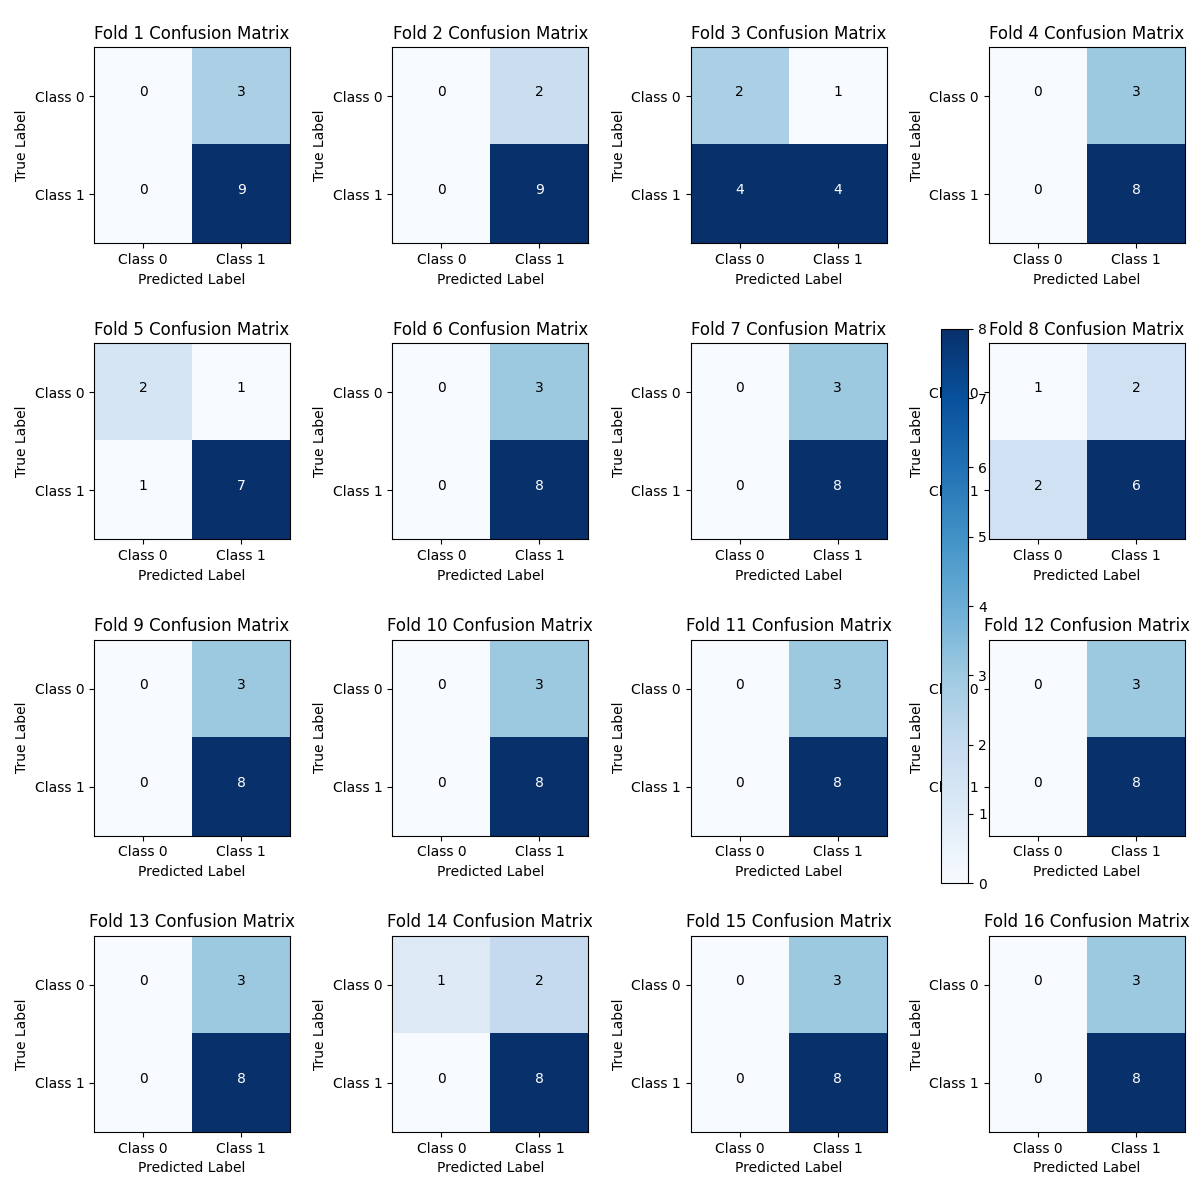 Fold 1 Confusion Matrix
True Label
Class 0
0 3
Class 1
0 9
Class 0 Class 1
Predicted Label
Fold 2 Confusion Matrix
True Label
Class 0
0 2
Class 1
0 9
Class 0 Class 1
Predicted Label
Fold 3 Confusion Matrix
True Label
Class 0
2 1
Class 1
4 4
Class 0 Class 1
Predicted Label
Fold 4 Confusion Matrix
True Label
Class 0
0 3
Class 1
0 8
Class 0 Class 1
Predicted Label
Fold 5 Confusion Matrix
True Label
Class 0
2 1
Class 1
1 7
Class 0 Class 1
Predicted Label
Fold 6 Confusion Matrix
True Label
Class 0
0 3
Class 1
0 8
Class 0 Class 1
Predicted Label
Fold 7 Confusion Matrix
True Label
Class 0
0 3
Class 1
0 8
Class 0 Class 1
Predicted Label
8
7
6
5
4
3
2
1
0
Fold 8 Confusion Matrix
True Label
0
1 2
1
2 6
Class 0 Class 1
Predicted Label
Fold 9 Confusion Matrix
True Label
Class 0
0 3
Class 1
0 8
Class 0 Class 1
Predicted Label
Fold 10 Confusion Matrix
True Label
Class 0
0 3
Class 1
0 8
Class 0 Class 1
Predicted Label
Fold 11 Confusion Matrix
True Label
Class 0
0 3
Class 1
0 8
Class 0 Class 1
Predicted Label
Fold 12 Confusion Matrix
True Label
0
0 3
1
0 8
Class 0 Class 1
Predicted Label
Fold 13 Confusion Matrix
True Label
Class 0
0 3
Class 1
0 8
Class 0 Class 1
Predicted Label
Fold 14 Confusion Matrix
True Label
Class 0
1 2
Class 1
0 8
Class 0 Class 1
Predicted Label
Fold 15 Confusion Matrix
True Label
Class 0
0 3
Class 1
0 8
Class 0 Class 1
Predicted Label
Fold 16 Confusion Matrix
True Label
Class 0
0 3
Class 1
0 8
Class 0 Class 1
Predicted Label